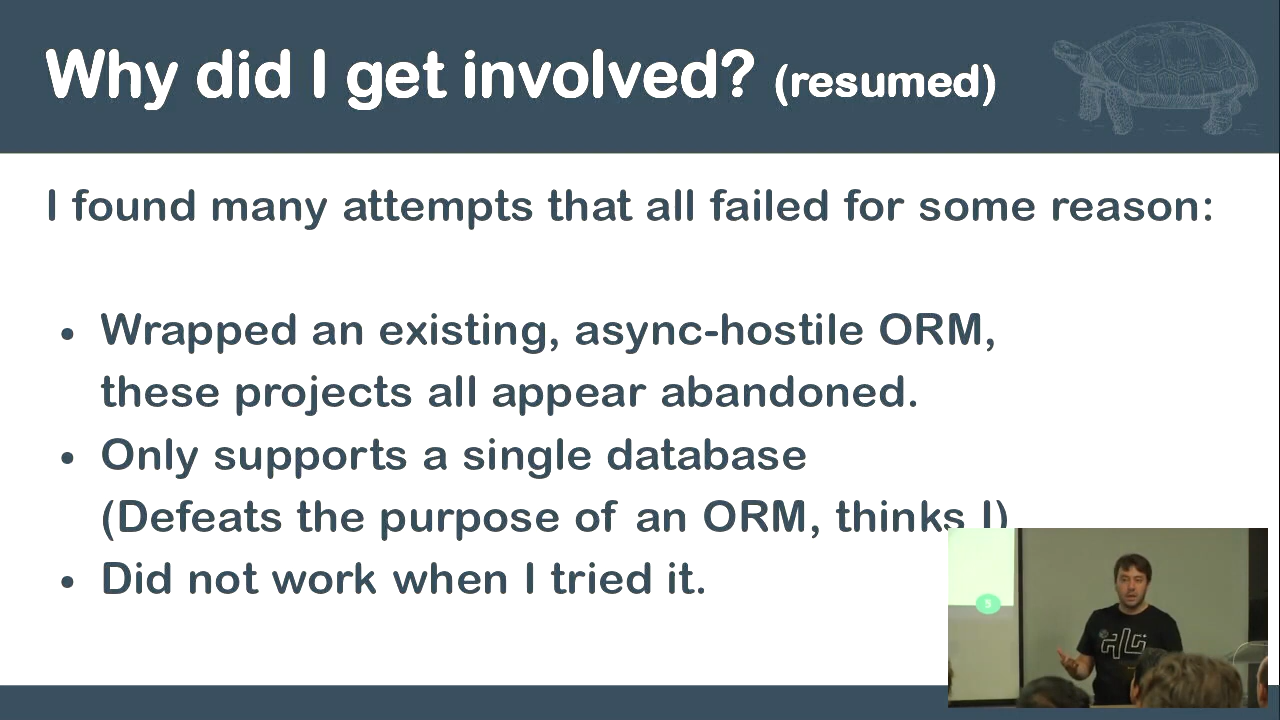 Why did I get involved? (resumed)
I found many attempts that all failed for some reason:
• Wrapped an existing, async-hostile ORM,
these projects all appear abandoned.
• Only supports a single database
(Defeats the purpose of an ORM, thinks I)
• Did not work when I tried it.